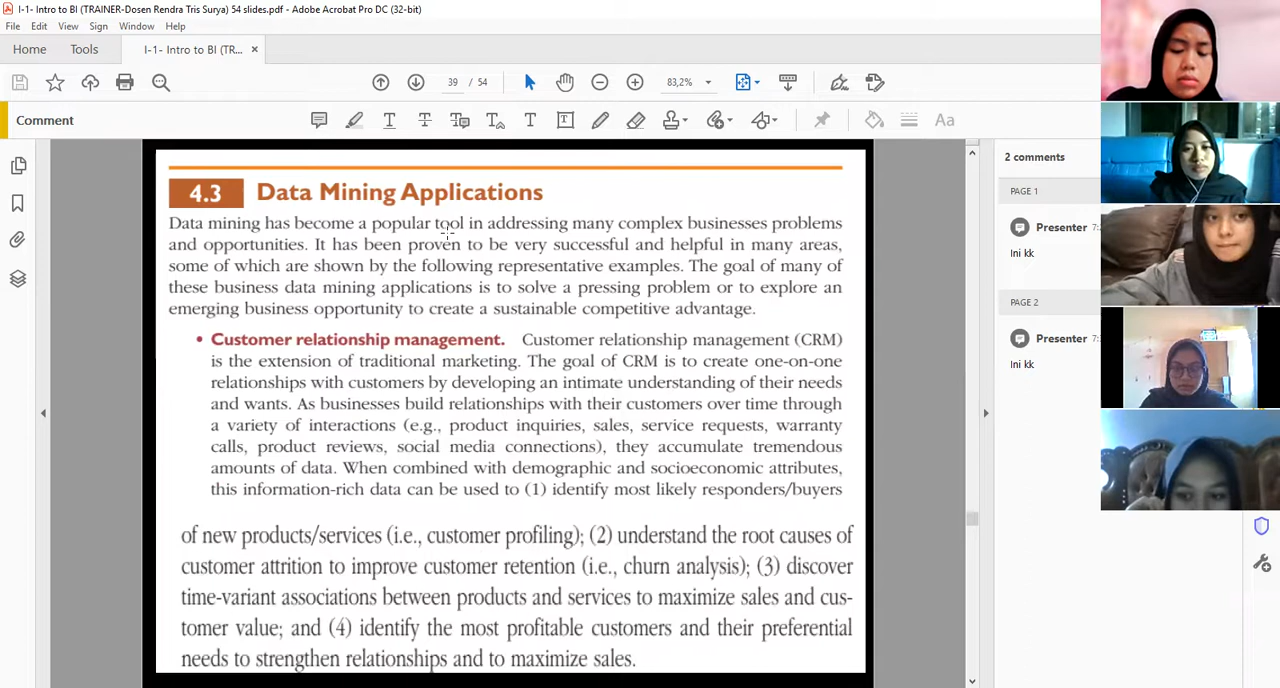 I-1- Intro to BI (TRAINER-Dosen Rendra Tris Surya) 54 slides.pdf - Adobe Acrobat Pro DC (32-bit)
File Edit View Sign Window Help
Home Tools I-1- Intro to BI (TR... ×
39 / 54 83,2%
Comment
Aa
4.3 Data Mining Applications
Data mining has become a popular tool in addressing many complex businesses problems
and opportunities. It has been proven to be very successful and helpful in many areas,
some of which are shown by the following representative examples. The goal of many of
these business data mining applications is to solve a pressing problem or to explore an
emerging business opportunity to create a sustainable competitive advantage.
• Customer relationship management. Customer relationship management (CRM)
is the extension of traditional marketing. The goal of CRM is to create one-on-one
relationships with customers by developing an intimate understanding of their needs
and wants. As businesses build relationships with their customers over time through
a variety of interactions (e.g., product inquiries, sales, service requests, warranty
calls, product reviews, social media connections), they accumulate tremendous
amounts of data. When combined with demographic and socioeconomic attributes,
this information-rich data can be used to (1) identify most likely responders/buyers
of new products/services (i.e., customer profiling); (2) understand the root causes of
customer attrition to improve customer retention (i.e., churn analysis); (3) discover
time-variant associations between products and services to maximize sales and cus-
tomer value; and (4) identify the most profitable customers and their preferential
needs to strengthen relationships and to maximize sales.
2 comments
PAGE 1
Presenter 7:
Ini kk
PAGE 2
Presenter 7:
Ini kk